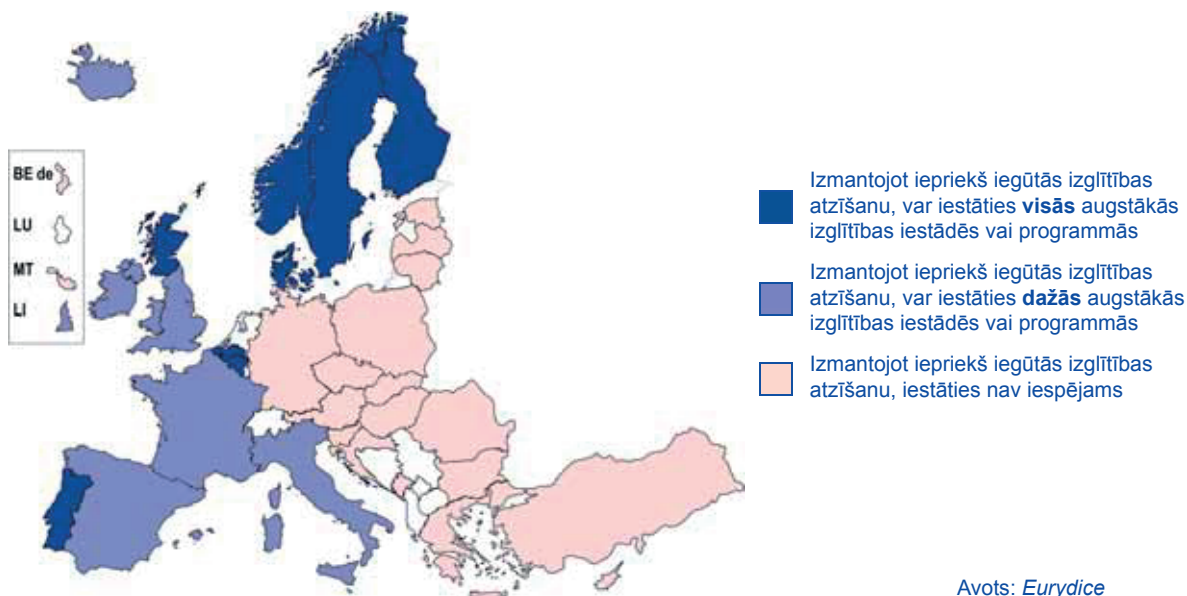 BE de
LU
MT
LI
Izmantojot iepriekš iegūtās izglītības
atzīšanu, var iestāties visās augstākās
izglītības iestādēs vai programmās
Izmantojot iepriekš iegūtās izglītības
atzīšanu, var iestāties dažās augstākās
izglītības iestādēs vai programmās
Izmantojot iepriekš iegūtās izglītības
atzīšanu, iestāties nav iespējams
Avots: Eurydice